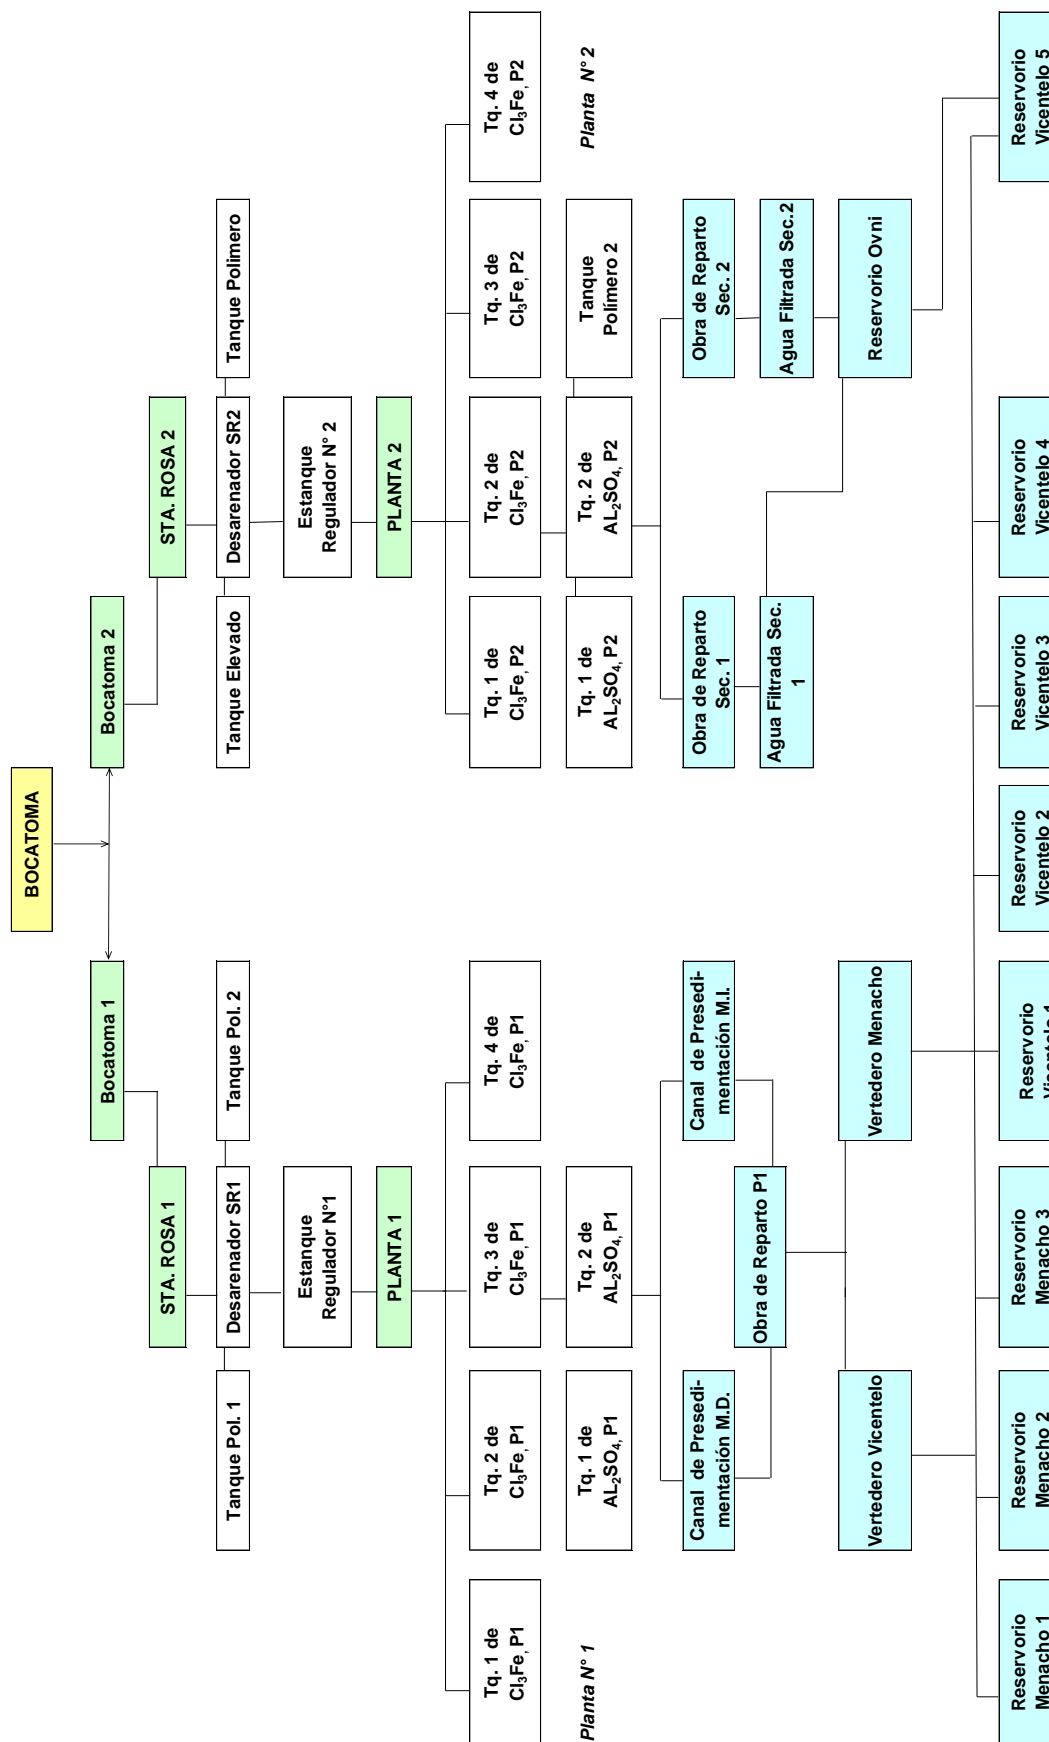 BOCATOMA
Bocatoma 1
Bocatoma 2
STA. ROSA 1
STA. ROSA 2
Tanque Pol. 1
Desarenador SR1
Tanque Pol. 2
Tanque Elevado
Desarenador SR2
Tanque Polimero
Estanque
Regulador N°1
Estanque
Regulador N° 2
PLANTA 1
PLANTA 2
Tq. 1 de
Cl₃Fe, P1
Tq. 2 de
Cl₃Fe, P1
Tq. 3 de
Cl₃Fe, P1
Tq. 4 de
Cl₃Fe, P1
Tq. 1 de
Cl₃Fe, P2
Tq. 2 de
Cl₃Fe, P2
Tq. 3 de
Cl₃Fe, P2
Tq. 4 de
Cl₃Fe, P2
Planta N° 1
Tq. 1 de
AL₂SO₄, P1
Tq. 2 de
AL₂SO₄, P1
Tq. 1 de
AL₂SO₄, P2
Tq. 2 de
AL₂SO₄, P2
Tanque
Polímero 2
Planta N° 2
Canal de Presedi-
mentación M.D.
Canal de Presedi-
mentación M.I.
Obra de Reparto
Sec. 1
Obra de Reparto
Sec. 2
Obra de Reparto P1
Agua Filtrada Sec.
1
Agua Filtrada Sec.2
Vertedero Vicentelo
Vertedero Menacho
Reservorio Ovni
Reservorio
Menacho 1
Reservorio
Menacho 2
Reservorio
Menacho 3
Reservorio
Reservorio
Vicentelo 2
Reservorio
Vicentelo 3
Reservorio
Vicentelo 4
Reservorio
Vicentelo 5